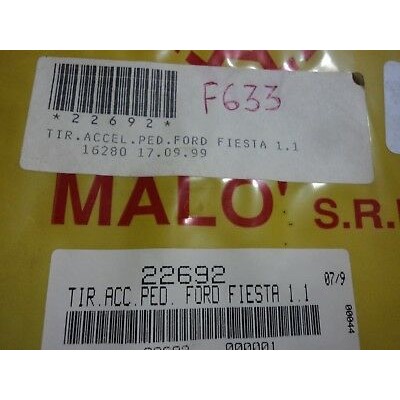 *22692*
F633
TIR.ACCEL.PED.FORD FIESTA 1.1
16280 17.09.99
MALO' S.R.
22692
07/9
TIR.ACC.PED. FORD FIESTA 1.1
00044
22692 000001